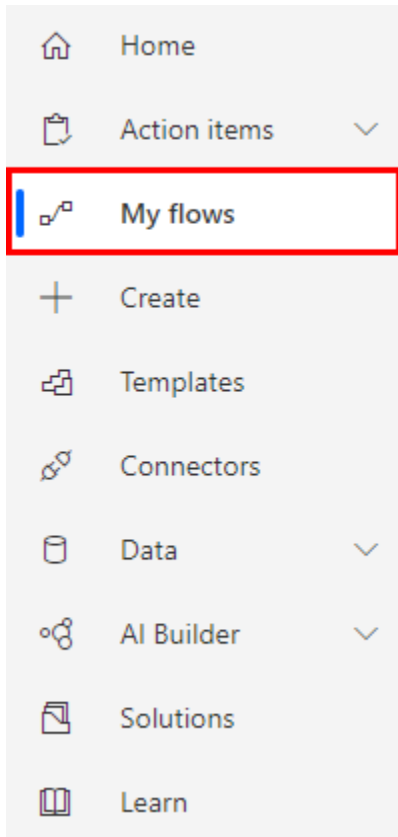 Home
Action items
My flows
Create
Templates
Connectors
Data
AI Builder
Solutions
Learn